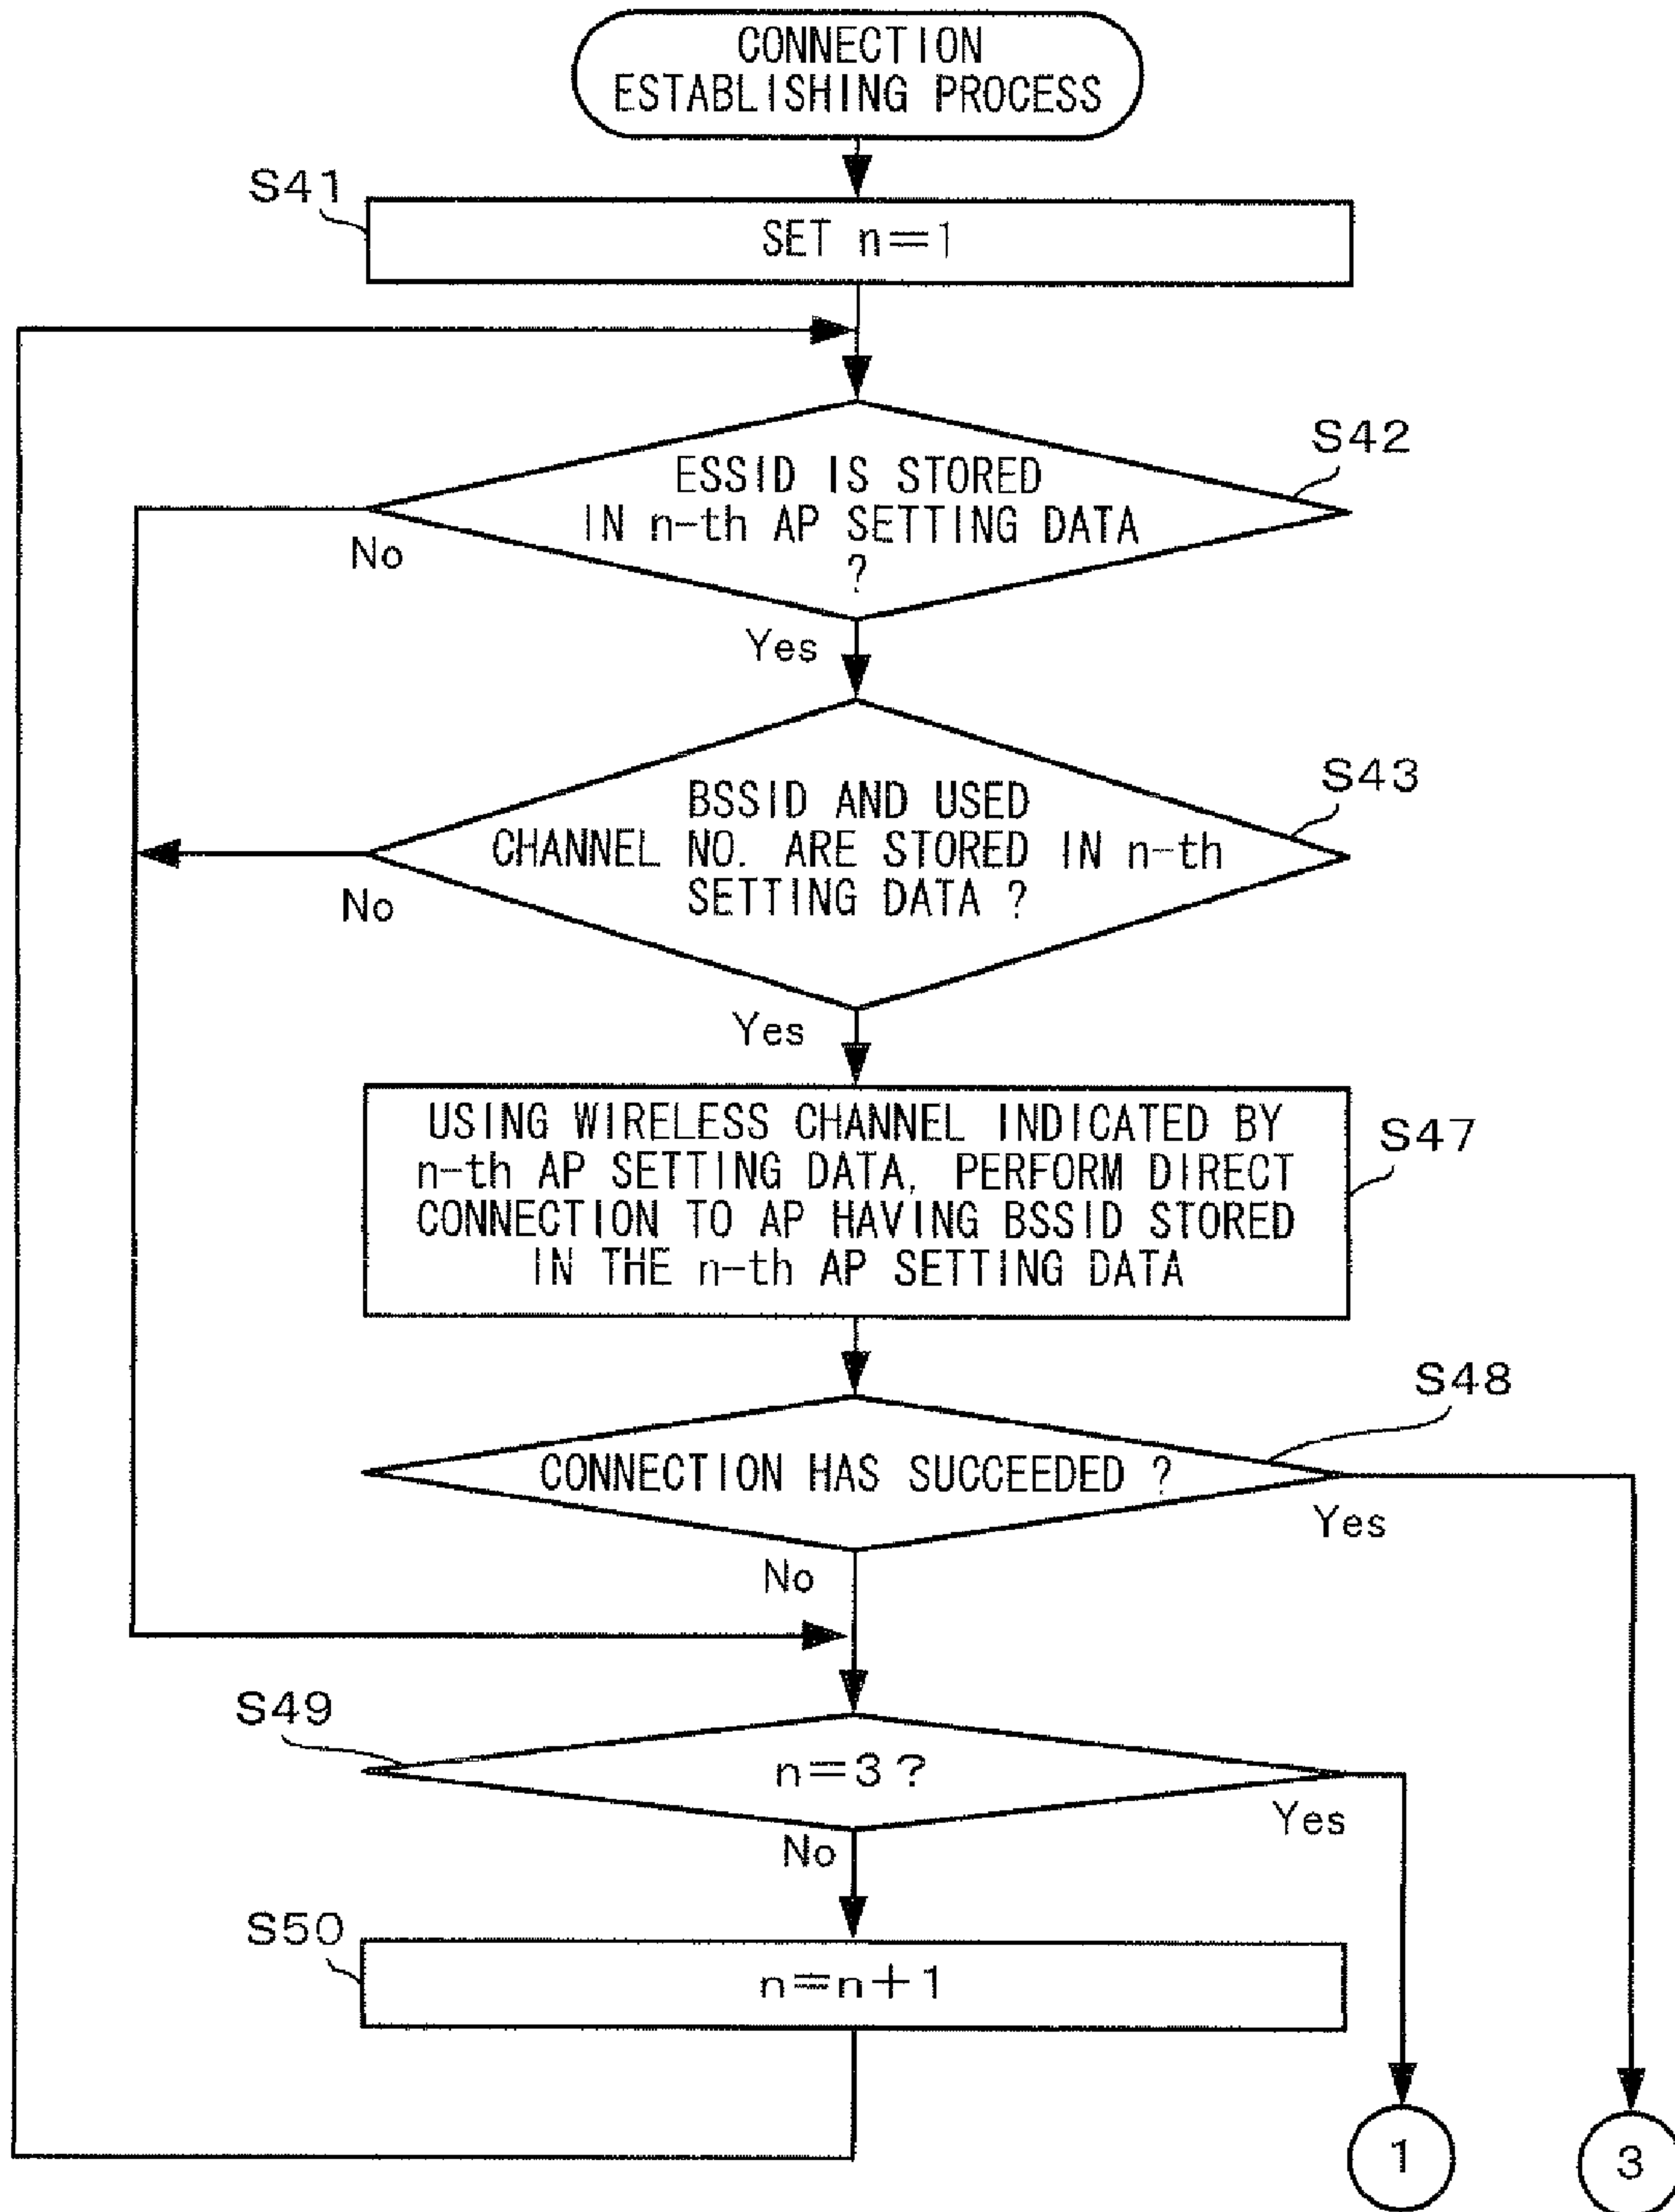 CONNECTION
ESTABLISHING PROCESS
S41
SET n=1
S42
ESSID IS STORED
IN n-th AP SETTING DATA
?
No
Yes
S43
BSSID AND USED
CHANNEL NO. ARE STORED IN n-th
SETTING DATA ?
No
Yes
S47
USING WIRELESS CHANNEL INDICATED BY
n-th AP SETTING DATA, PERFORM DIRECT
CONNECTION TO AP HAVING BSSID STORED
IN THE n-th AP SETTING DATA
S48
CONNECTION HAS SUCCEEDED ?
Yes
No
S49
n=3?
Yes
No
S50
n=n+1
1
3